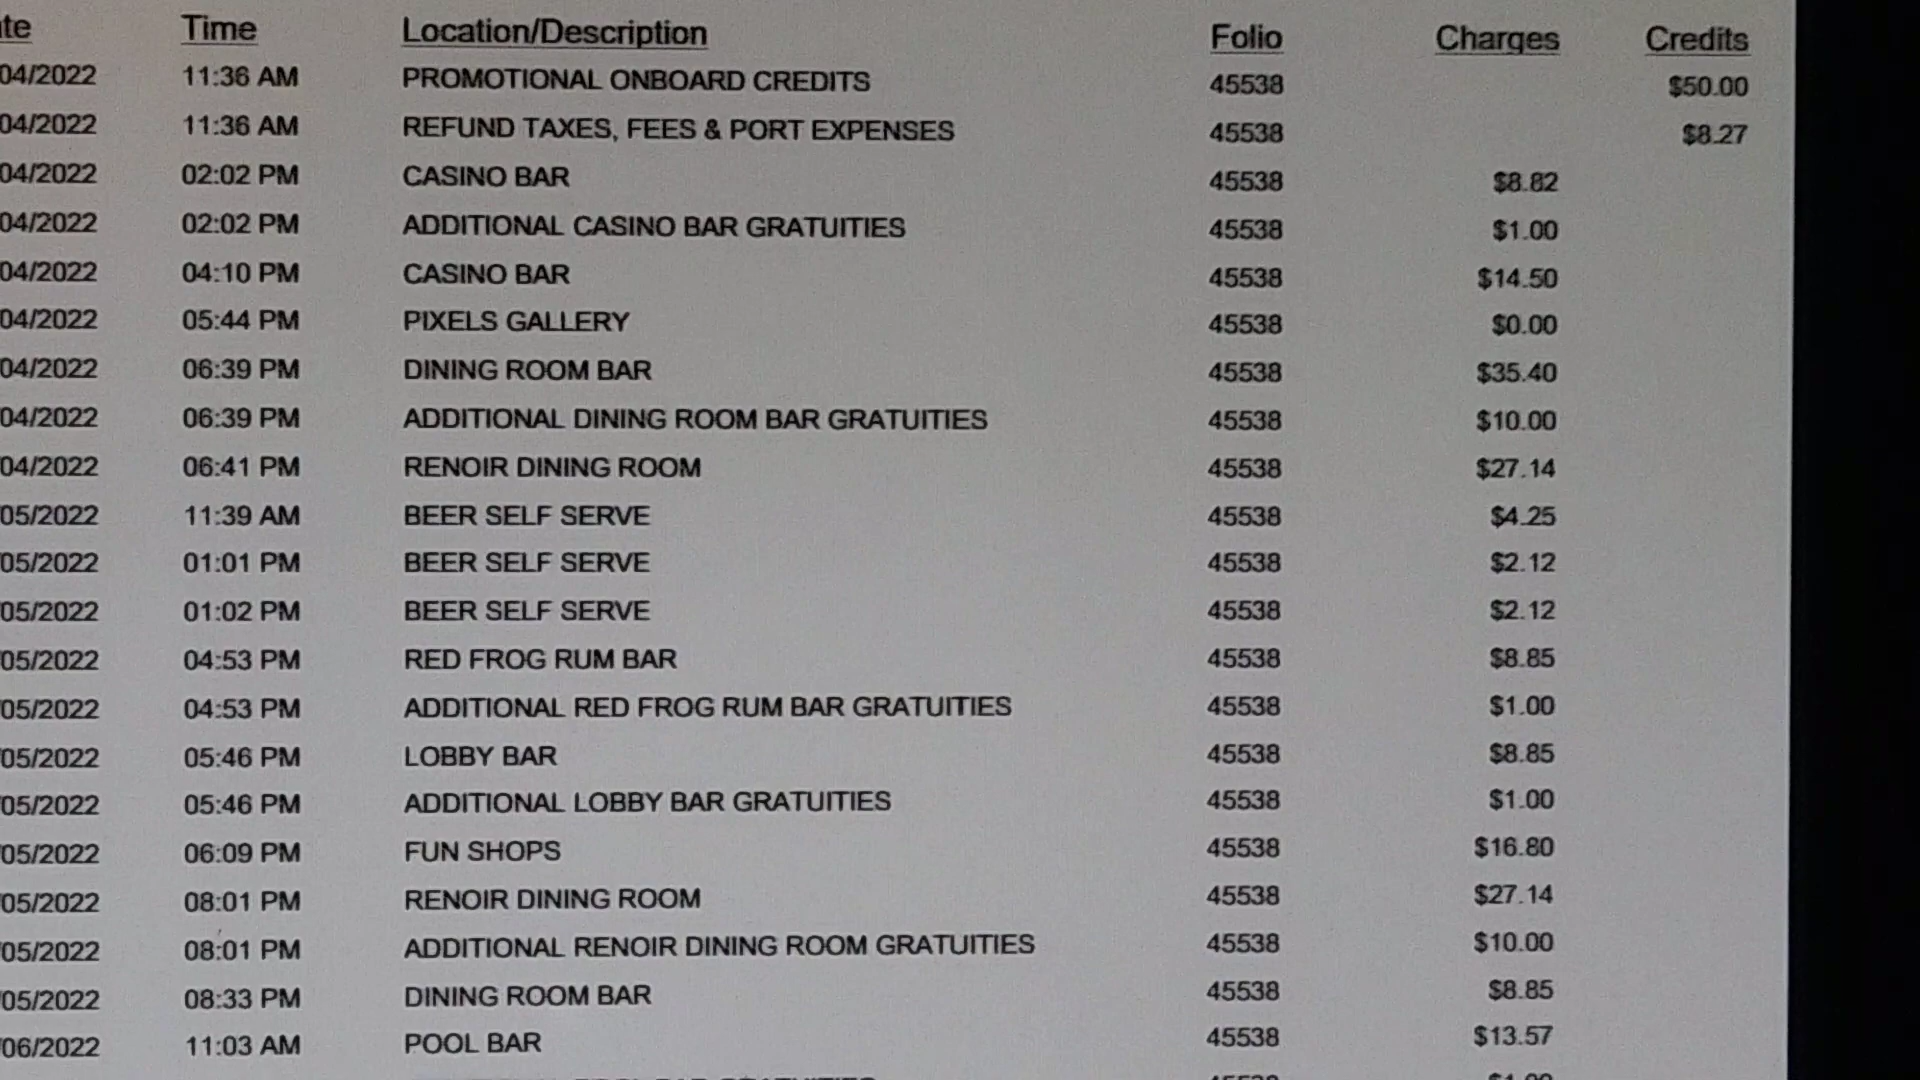 te Time Location/Description Folio Charges Credits
04/2022 11:36 AM PROMOTIONAL ONBOARD CREDITS 45538 $50.00
04/2022 11:36 AM REFUND TAXES, FEES & PORT EXPENSES 45538 $8.27
04/2022 02:02 PM CASINO BAR 45538 $8.82
04/2022 02:02 PM ADDITIONAL CASINO BAR GRATUITIES 45538 $1.00
04/2022 04:10 PM CASINO BAR 45538 $14.50
04/2022 05:44 PM PIXELS GALLERY 45538 $0.00
04/2022 06:39 PM DINING ROOM BAR 45538 $35.40
04/2022 06:39 PM ADDITIONAL DINING ROOM BAR GRATUITIES 45538 $10.00
04/2022 06:41 PM RENOIR DINING ROOM 45538 $27.14
/05/2022 11:39 AM BEER SELF SERVE 45538 $4.25
/05/2022 01:01 PM BEER SELF SERVE 45538 $2.12
/05/2022 01:02 PM BEER SELF SERVE 45538 $2.12
/05/2022 04:53 PM RED FROG RUM BAR 45538 $8.85
/05/2022 04:53 PM ADDITIONAL RED FROG RUM BAR GRATUITIES 45538 $1.00
/05/2022 05:46 PM LOBBY BAR 45538 $8.85
/05/2022 05:46 PM ADDITIONAL LOBBY BAR GRATUITIES 45538 $1.00
/05/2022 06:09 PM FUN SHOPS 45538 $16.80
/05/2022 08:01 PM RENOIR DINING ROOM 45538 $27.14
/05/2022 08:01 PM ADDITIONAL RENOIR DINING ROOM GRATUITIES 45538 $10.00
/05/2022 08:33 PM DINING ROOM BAR 45538 $8.85
/06/2022 11:03 AM POOL BAR 45538 $13.57